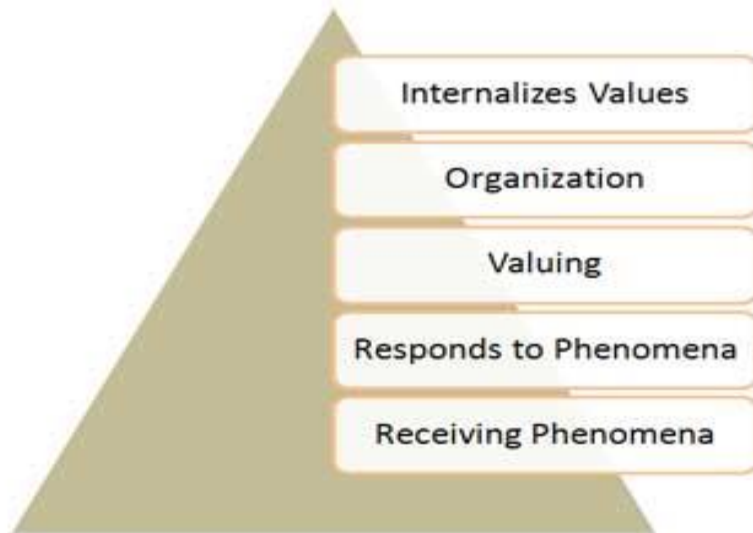 Internalizes Values
Organization
Valuing
Responds to Phenomena
Receiving Phenomena